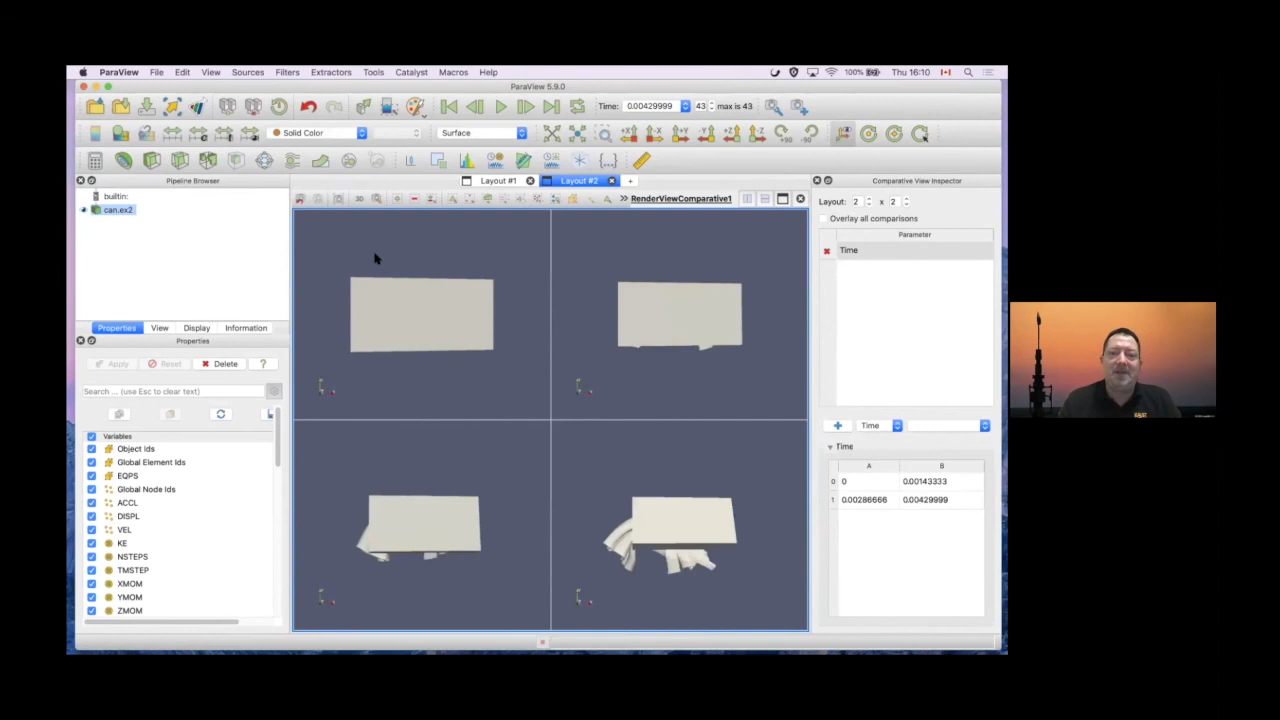 ParaView File Edit View Sources Filters Extractors Tools Catalyst Macros Help 100% Thu 16:10
ParaView 5.9.0
Time: 0.00429999 43 max is 43
Solid Color Surface
+X -X +Y -Y +Z -Z +90 -90
Pipeline Browser
Layout #1 Layout #2 +
Comparative View Inspector
builtin:
can.ex2
3D RenderViewComparative1
Layout: 2 x 2
Overlay all comparisons
Parameter
Time
Properties View Display Information
Properties
Apply Reset Delete ?
Search ... (use Esc to clear text)
Time
Variables
Object Ids
Global Element Ids
EQPS
Global Node Ids
ACCL
DISPL
VEL
KE
NSTEPS
TMSTEP
XMOM
YMOM
ZMOM
Time
A B
0 0 0.00143333
1 0.00286666 0.00429999